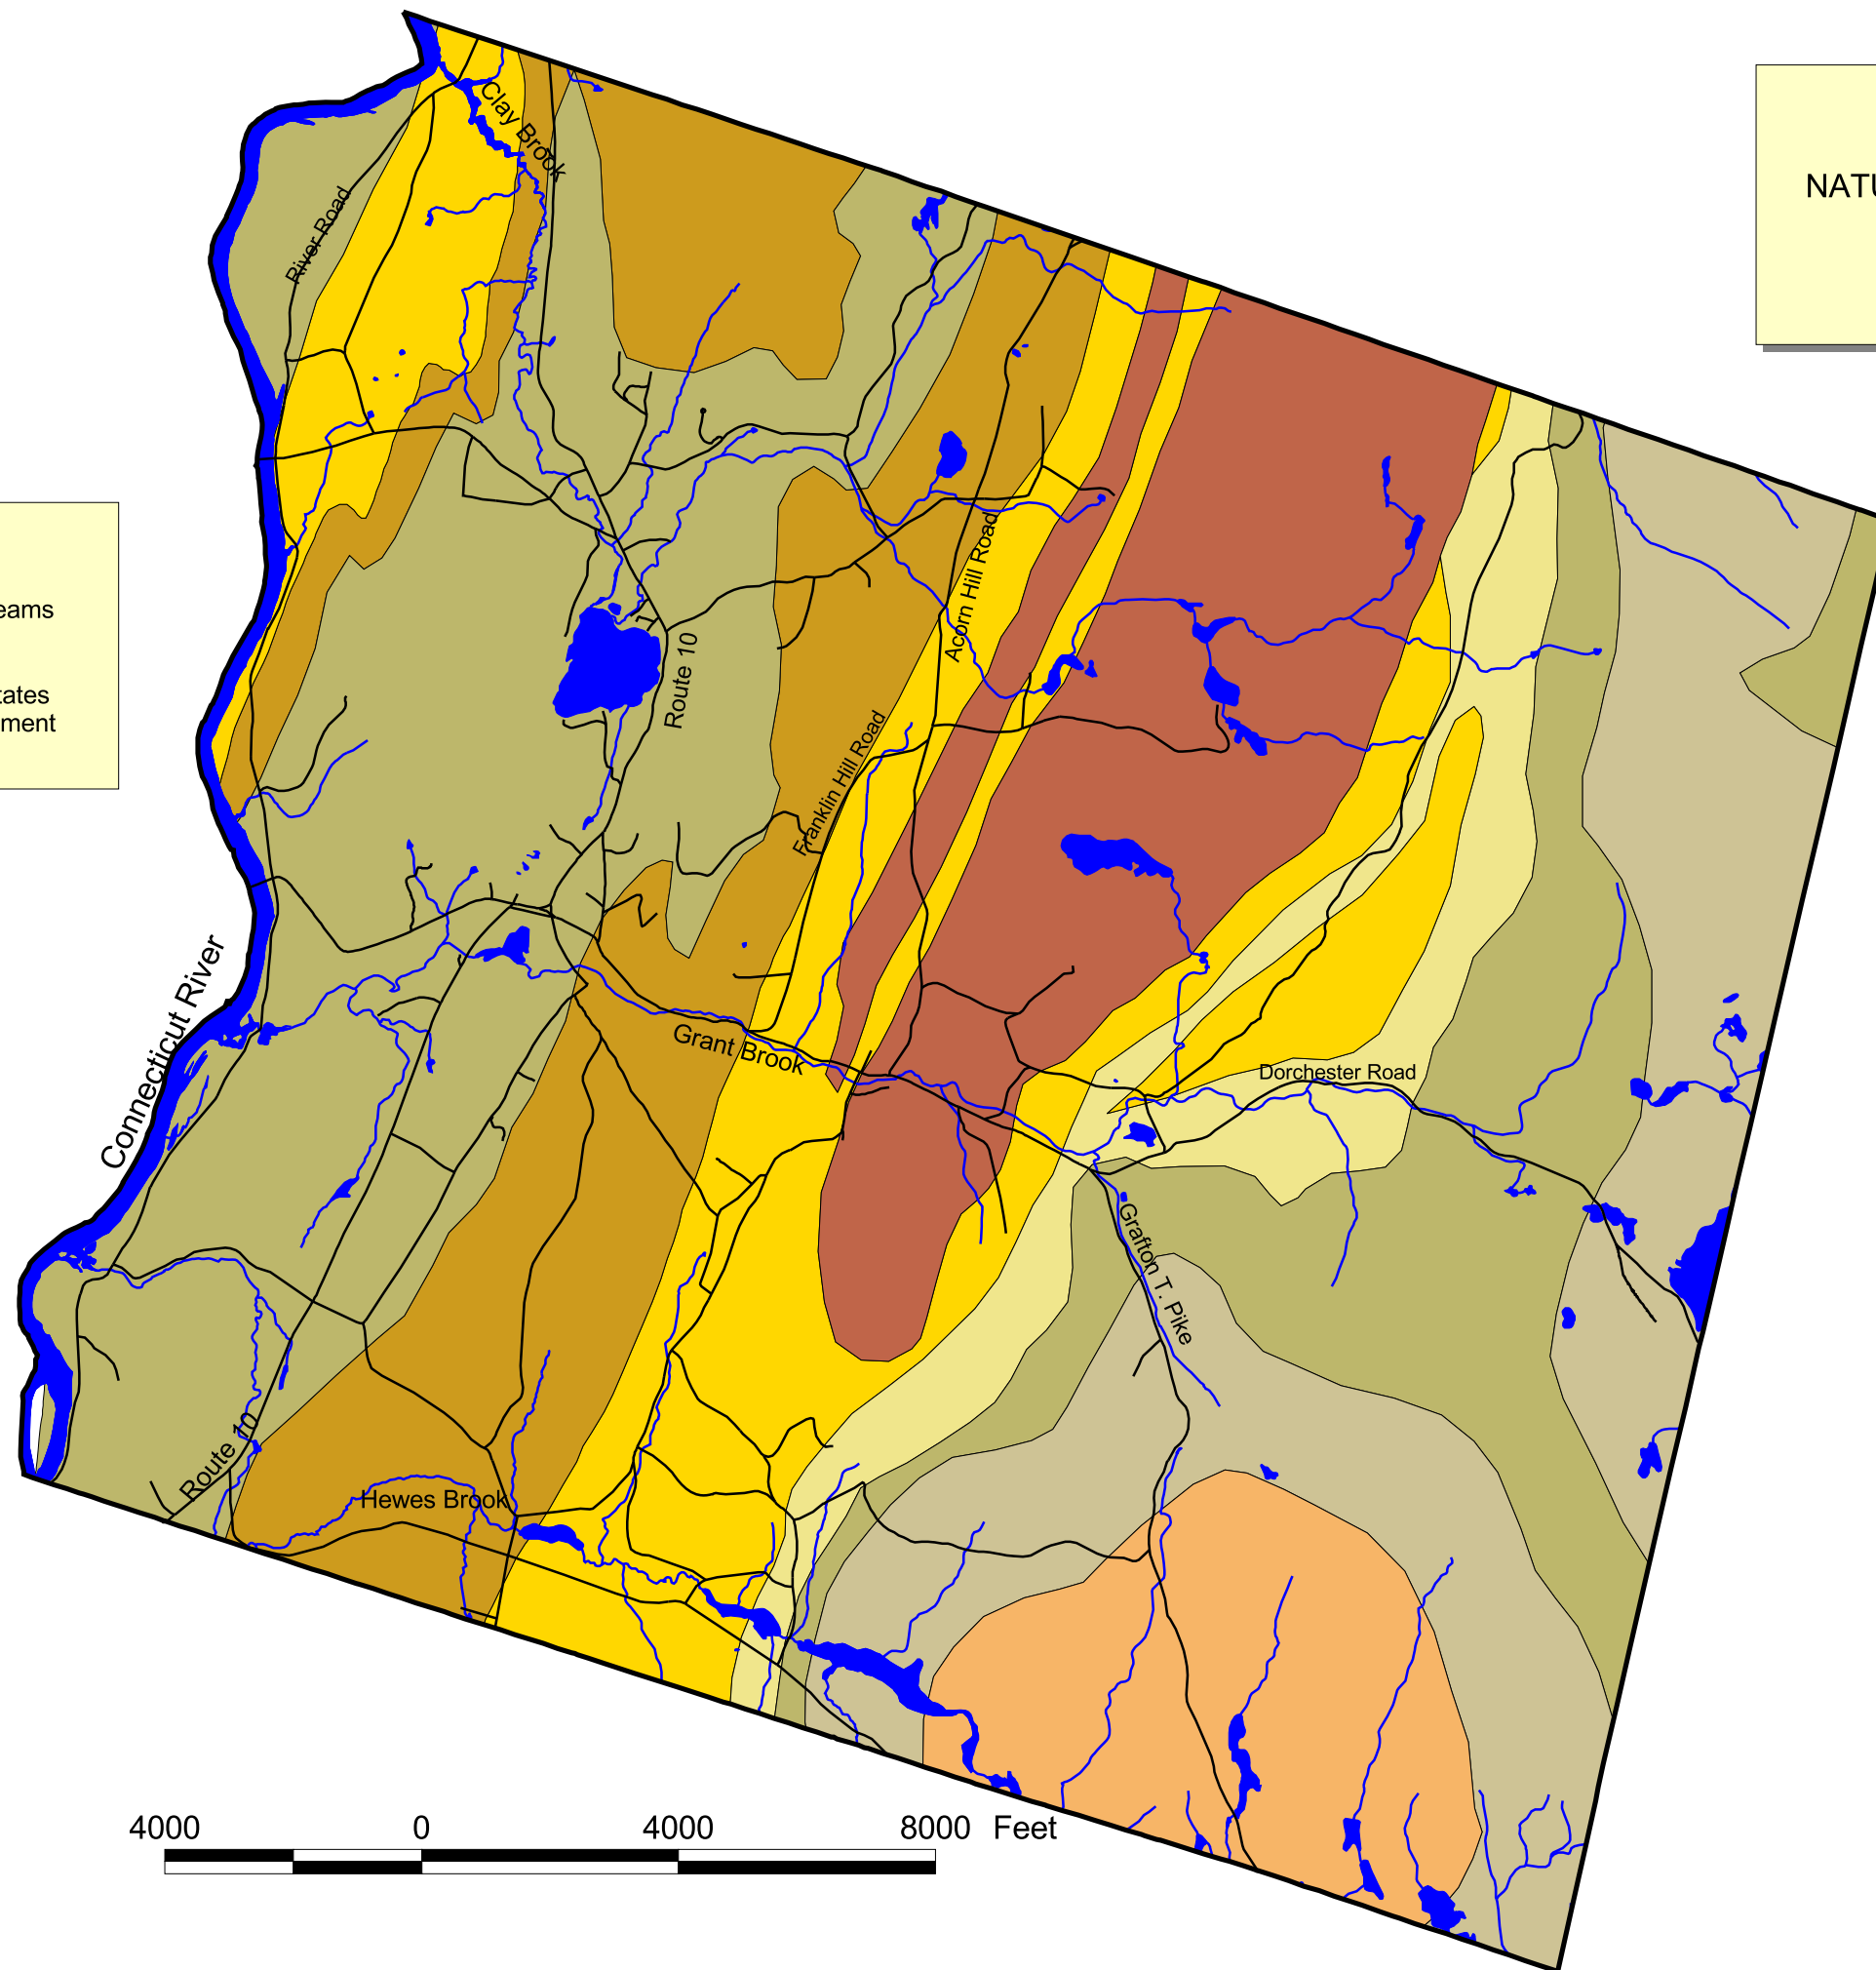 Clay Brook
NATU
River Road
eams
tates
ment
Acorn Hill Road
Route 10
Franklin Hill Road
Connecticut River
Grant Brook
Dorchester Road
Grafton T. Pike
Route 10
Hewes Brook
4000 0 4000 8000 Feet